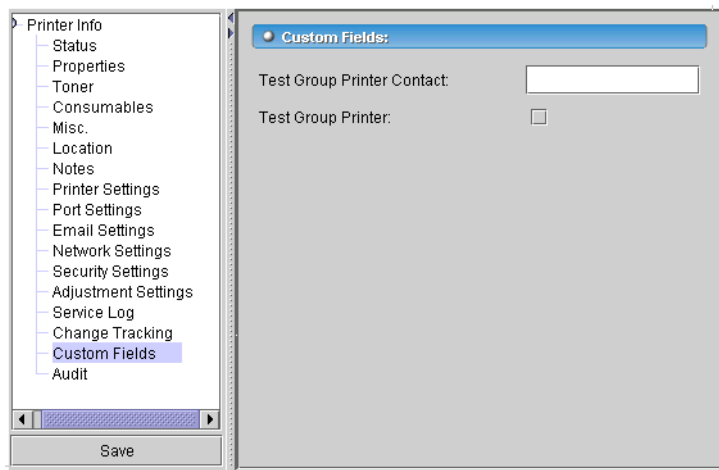 Printer Info
Status
Properties
Toner
Consumables
Misc.
Location
Notes
Printer Settings
Port Settings
Email Settings
Network Settings
Security Settings
Adjustment Settings
Service Log
Change Tracking
Custom Fields
Audit
Save
Custom Fields:
Test Group Printer Contact:
Test Group Printer: